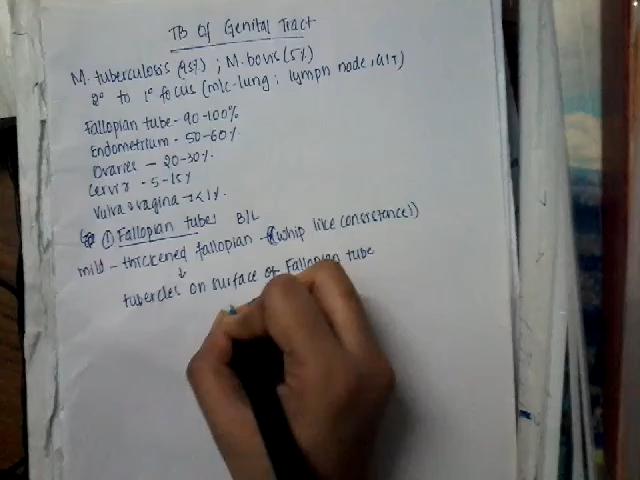 TB Of Genital Tract
M. tuberculosis (95%) ; M. bovis (5%)
2° to 1° focus (m/c - lung ; lymph node, GIT)
Fallopian tube - 90-100%
Endometrium - 50-60%
Ovaries - 20-30%
Cervix - 5-15%
Vulva & vagina → <1%
① Fallopian tubes B/L
mild - thickened fallopian - (whip like consistency)
↓
tubercles on surface of Fallopian tube